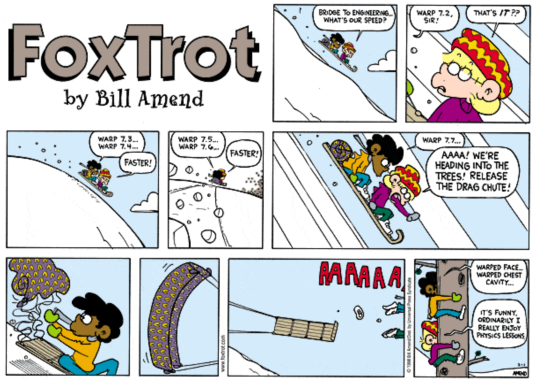 FOXTROT
by Bill Amend
BRIDGE TO ENGINEERING...
WHAT'S OUR SPEED?
WARP 7.2,
SIR!
THAT'S IT??
WARP 7.3...
WARP 7.4...
FASTER!
WARP 7.5...
WARP 7.6...
FASTER!
WARP 7.7...
AAAA! WE'RE
HEADING INTO THE
TREES! RELEASE
THE DRAG CHUTE!
www.foxtrot.com
AAAAAA
WARPED FACE...
WARPED CHEST
CAVITY...
IT'S FUNNY,
ORDINARILY I
REALLY ENJOY
PHYSICS LESSONS.
AMEND